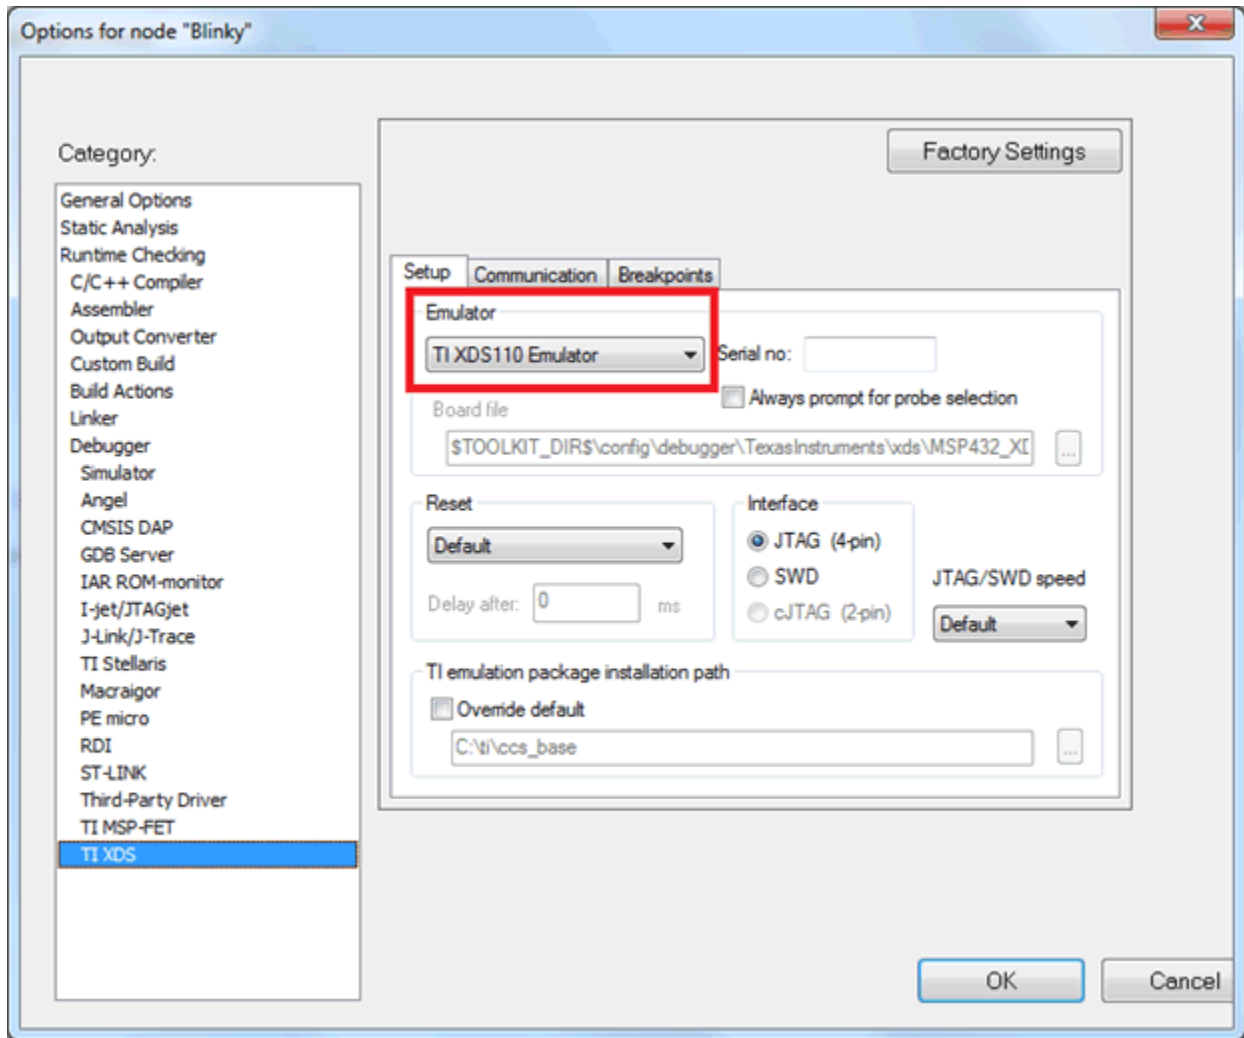 Options for node "Blinky"
Category:
Factory Settings
General Options
Static Analysis
Runtime Checking
C/C++ Compiler
Assembler
Output Converter
Custom Build
Build Actions
Linker
Debugger
Simulator
Angel
CMSIS DAP
GDB Server
IAR ROM-monitor
I-jet/JTAGjet
J-Link/J-Trace
TI Stellaris
Macraigor
PE micro
RDI
ST-LINK
Third-Party Driver
TI MSP-FET
TI XDS
Setup Communication Breakpoints
Emulator
TI XDS110 Emulator Serial no:
Always prompt for probe selection
Board file
$TOOLKIT_DIR$\config\debugger\TexasInstruments\xds\MSP432_XD
...
Reset
Default
Delay after: 0 ms
Interface
JTAG (4-pin)
SWD
cJTAG (2-pin)
JTAG/SWD speed
Default
TI emulation package installation path
Override default
C:\ti\ccs_base
...
OK Cancel